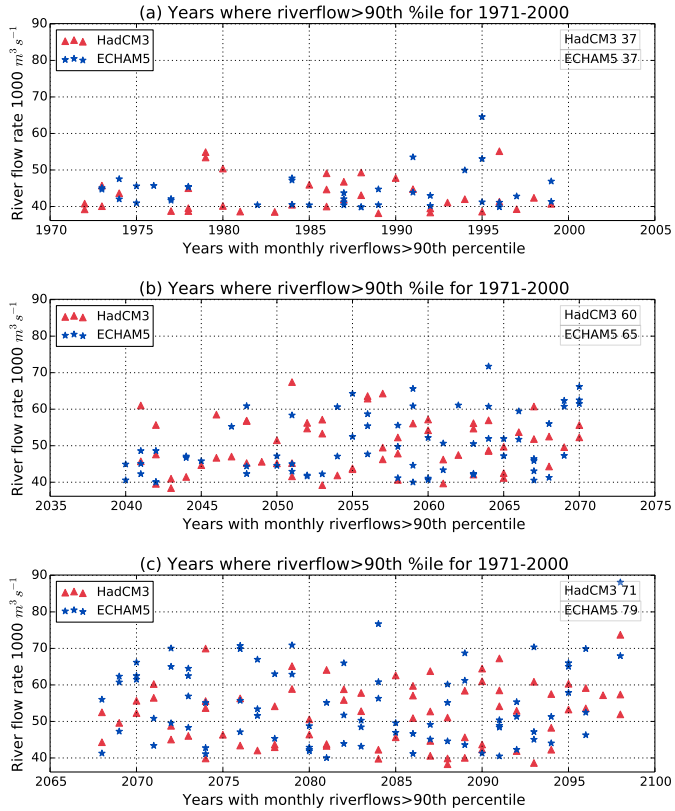 (a) Years where riverflow>90th %ile for 1971-2000
HadCM3
ECHAM5
HadCM3 37
ECHAM5 37
River flow rate 1000 m³ s⁻¹
90
80
70
60
50
40
1970 1975 1980 1985 1990 1995 2000 2005
Years with monthly riverflows>90th percentile
(b) Years where riverflow>90th %ile for 1971-2000
HadCM3
ECHAM5
HadCM3 60
ECHAM5 65
River flow rate 1000 m³ s⁻¹
90
80
70
60
50
40
2035 2040 2045 2050 2055 2060 2065 2070 2075
Years with monthly riverflows>90th percentile
(c) Years where riverflow>90th %ile for 1971-2000
HadCM3
ECHAM5
HadCM3 71
ECHAM5 79
River flow rate 1000 m³ s⁻¹
90
80
70
60
50
40
2065 2070 2075 2080 2085 2090 2095 2100
Years with monthly riverflows>90th percentile